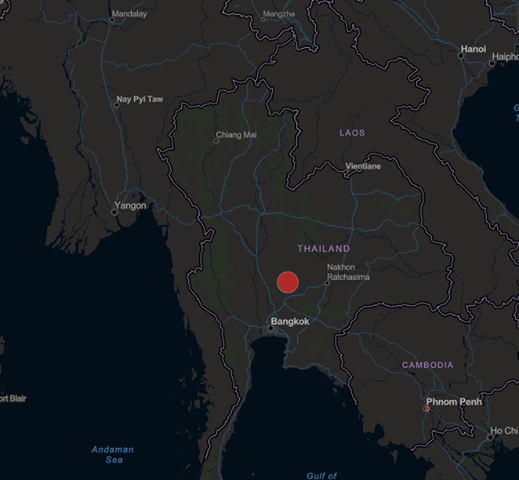 Mandalay
Mengzhe
Hanoi
Haipho
G
T
Nay Pyi Taw
Chiang Mai
LAOS
Vientiane
Yangon
THAILAND
Nakhon
Ratchasima
Bangkok
CAMBODIA
ort Blair
Phnom Penh
Ho Chi
Andaman
Sea
Gulf of